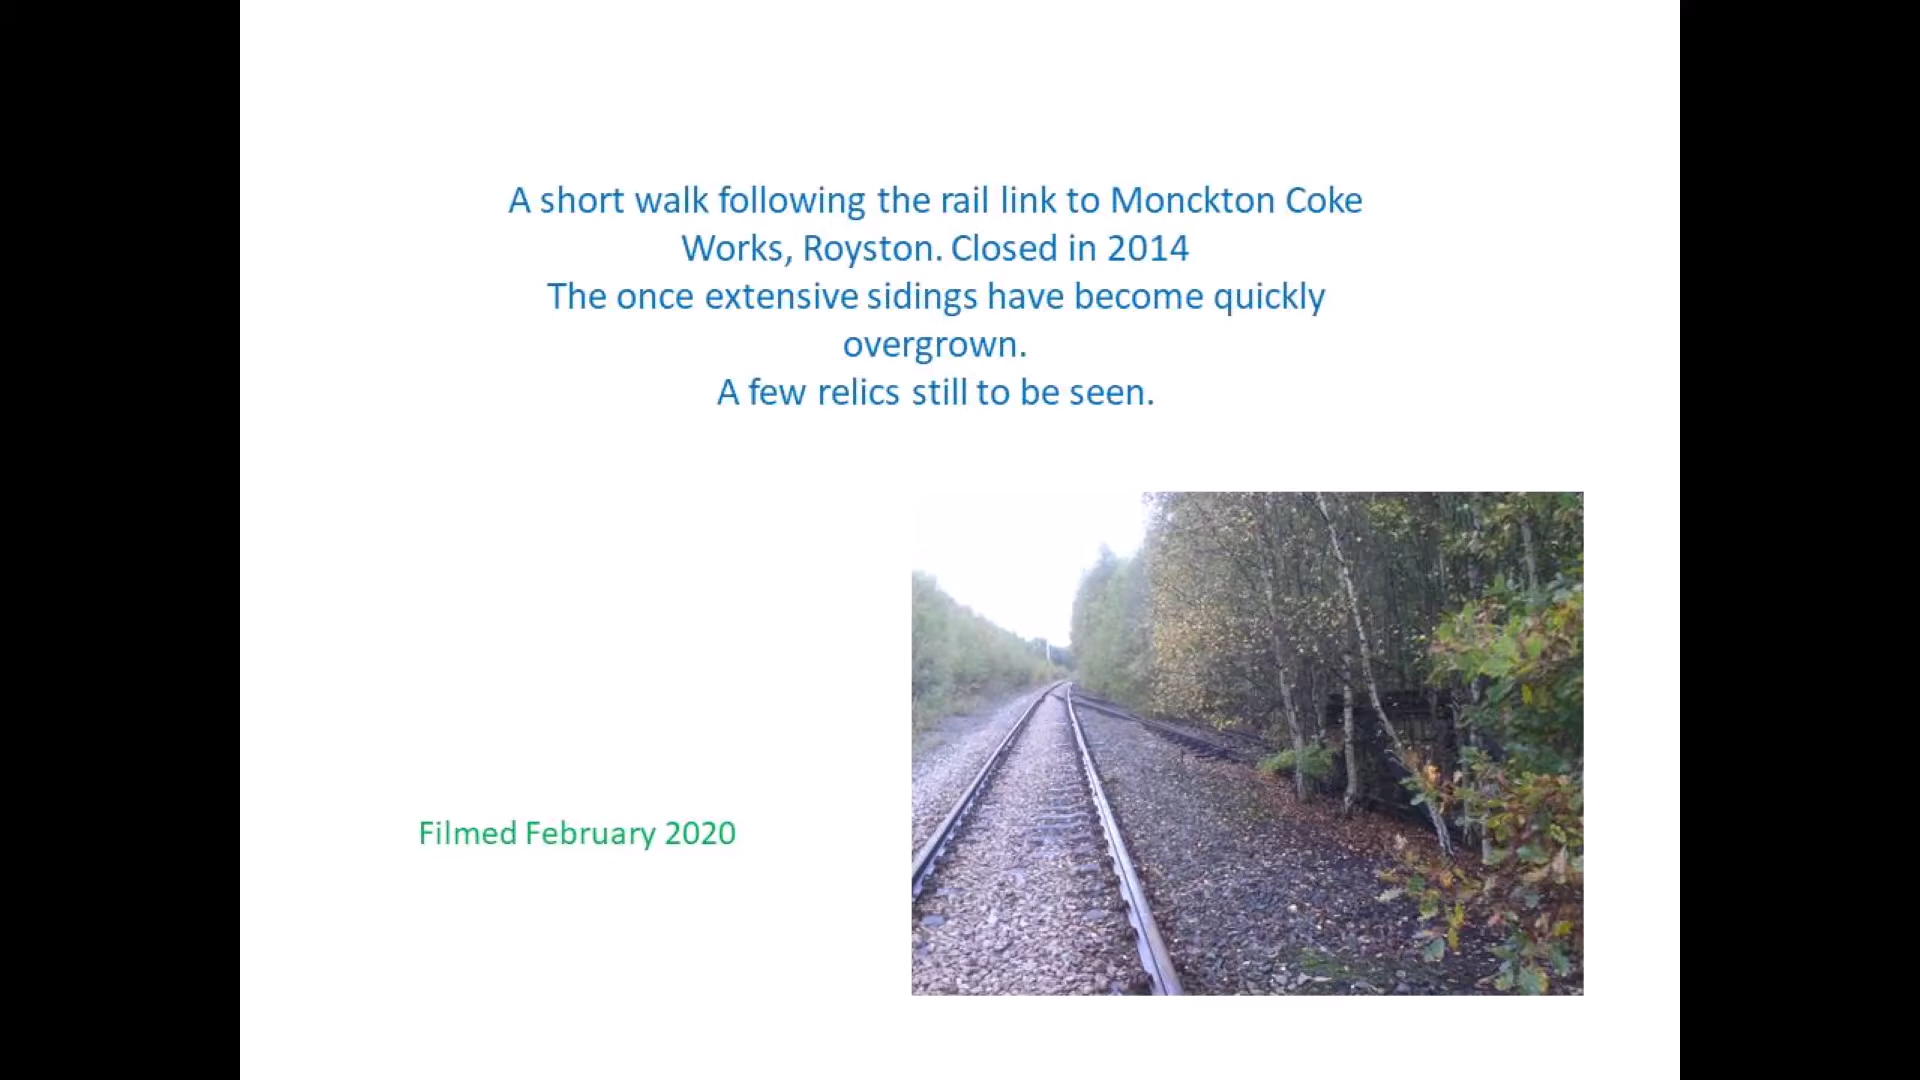 A short walk following the rail link to Monckton Coke
Works, Royston. Closed in 2014
The once extensive sidings have become quickly
overgrown.
A few relics still to be seen.
Filmed February 2020